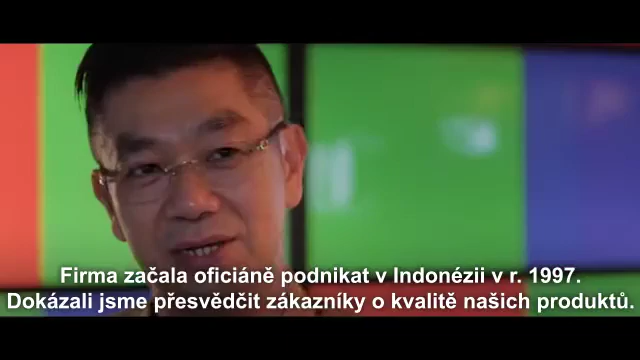 Firma začala oficiáně podnikat v Indonézii v r. 1997.
Dokázali jsme přesvědčit zákazníky o kvalitě našich produktů.